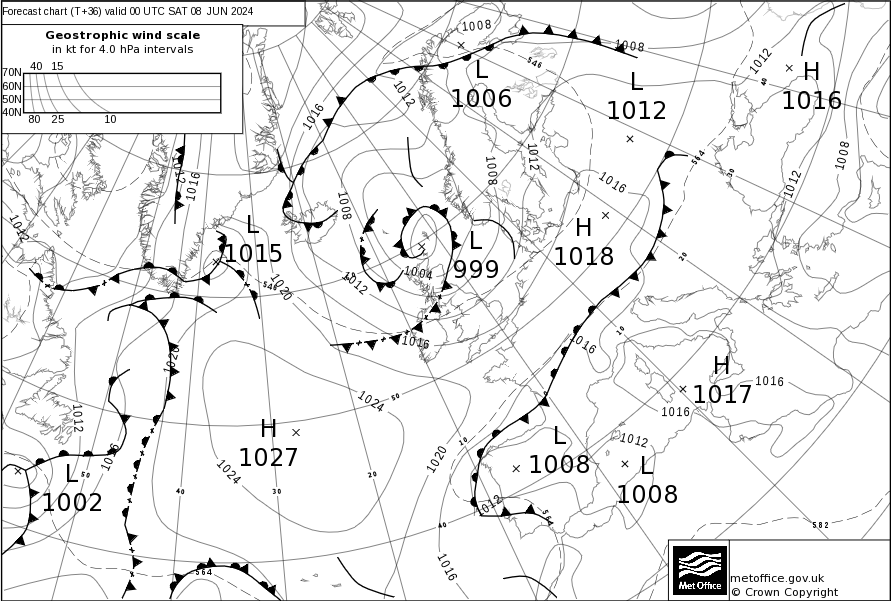 Forecast chart (T+36) valid 00 UTC SAT 08 JUN 2024
Geostrophic wind scale
in kt for 4.0 hPa intervals
40 15
70N
60N
50N
40N
80 25 10
1008
1008
546
L
1006
L
1012
1012
40
H
1016
1012
1016
1012
1008
1008
564
30
1012
1016
1016
1008
1012
L
1015
L
999
H
1018
20
1004
1012
1020
546
1016
10
1016
1020
H
1017
1016
1016
1024
50
1012
H
1027
1016
1024
20
40
30
1020
10
L
1008
1012
L
1008
50
L
1002
1012
564
40
582
1016
564
Met Office
metoffice.gov.uk
© Crown Copyright